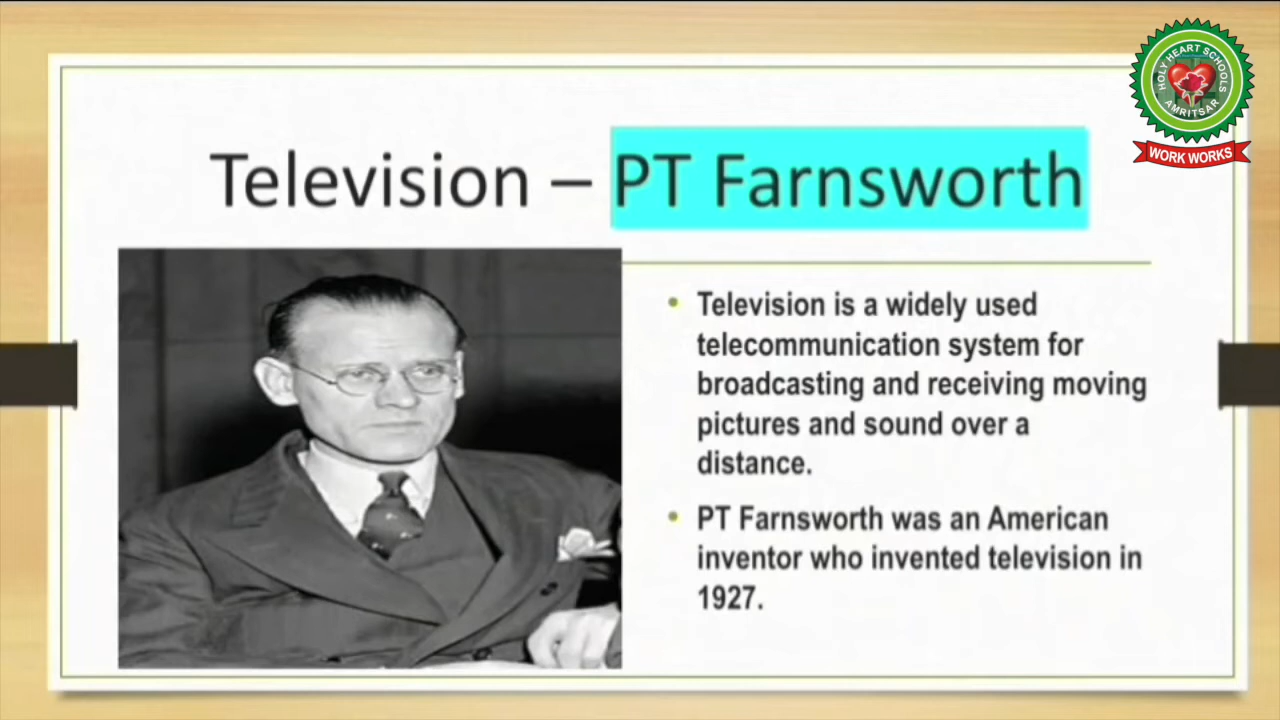 HOLY HEART SCHOOLS
AMRITSAR
WORK WORKS
Television – PT Farnsworth
• Television is a widely used
telecommunication system for
broadcasting and receiving moving
pictures and sound over a
distance.
• PT Farnsworth was an American
inventor who invented television in
1927.